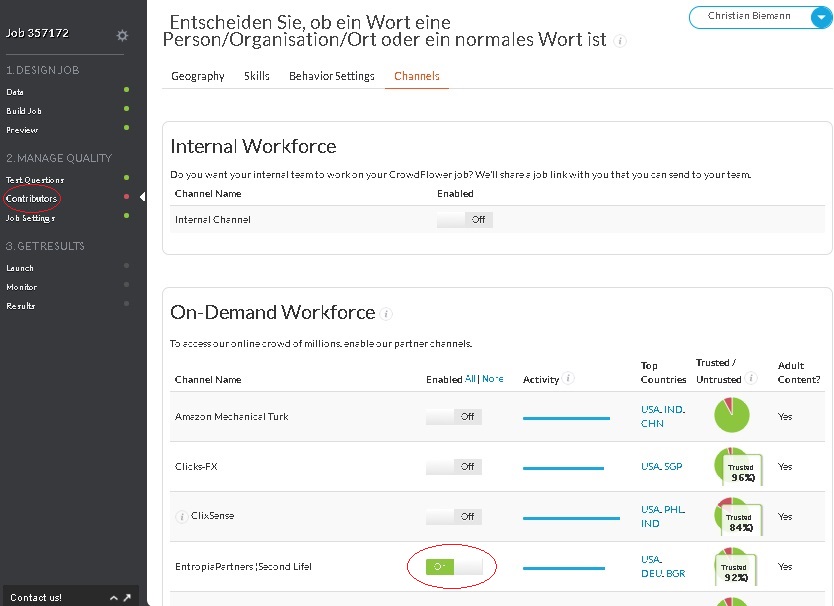 Job 357172
1. DESIGN JOB
Data
Build Job
Preview
2. MANAGE QUALITY
Test Questions
Contributors
Job Settings
3. GET RESULTS
Launch
Monitor
Results
Contact us!
Entscheiden Sie, ob ein Wort eine
Person/Organisation/Ort oder ein normales Wort ist i
Christian Biemann
Geography Skills Behavior Settings Channels
Internal Workforce
Do you want your internal team to work on your CrowdFlower job? We'll share a job link with you that you can send to your team.
Channel Name Enabled
Internal Channel Off
On-Demand Workforce i
To access our online crowd of millions, enable our partner channels.
Top Trusted / Adult
Channel Name Enabled All | None Activity i Countries Untrusted i Content?
Amazon Mechanical Turk Off USA, IND, CHN Yes
Clicks-FX Off USA, SGP Trusted 96%) Yes
i ClixSense Off USA, PHL, IND Trusted 84%) Yes
EntropiaPartners (Second Life) On USA, DEU, BGR Trusted 92%) Yes